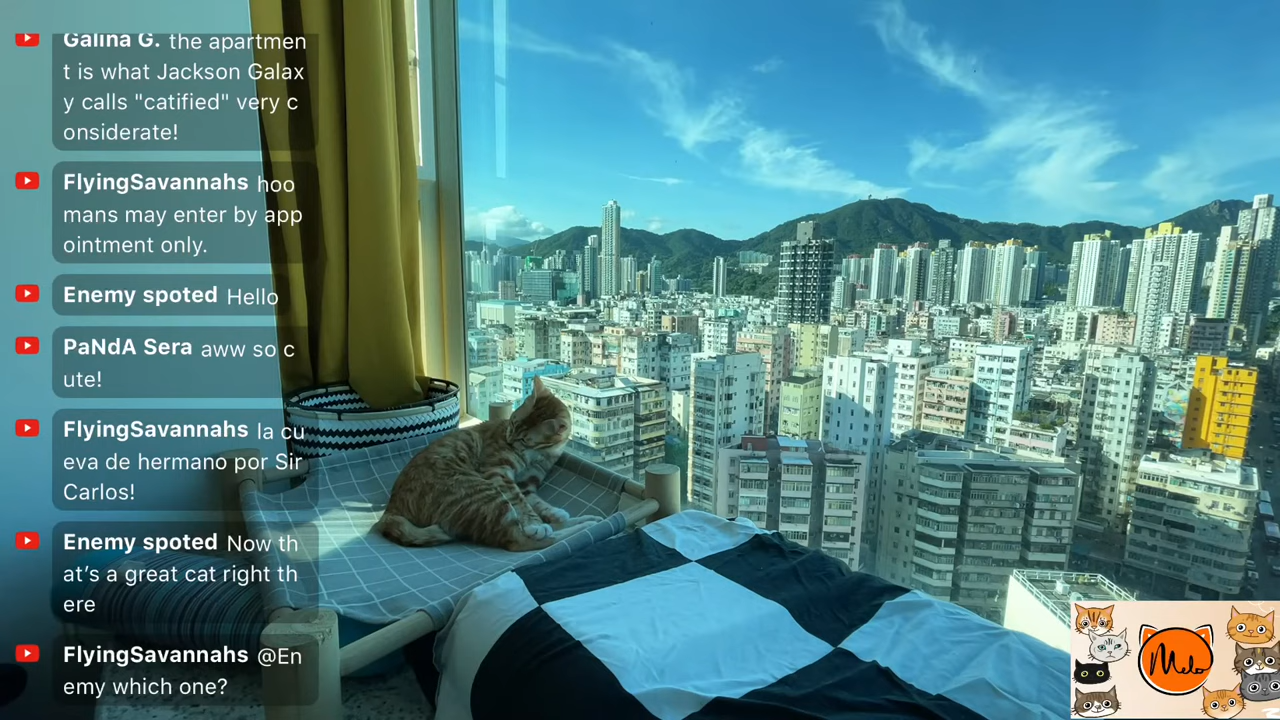 Galina G. the apartmen
t is what Jackson Galax
y calls "catified" very c
onsiderate!
FlyingSavannahs hoo
mans may enter by app
ointment only.
Enemy spotted Hello
PaNdA Sera aww so c
ute!
FlyingSavannahs la cu
eva de hermano por Sir
Carlos!
Enemy spotted Now th
at’s a great cat right th
ere
FlyingSavannahs @En
emy which one?
Melo